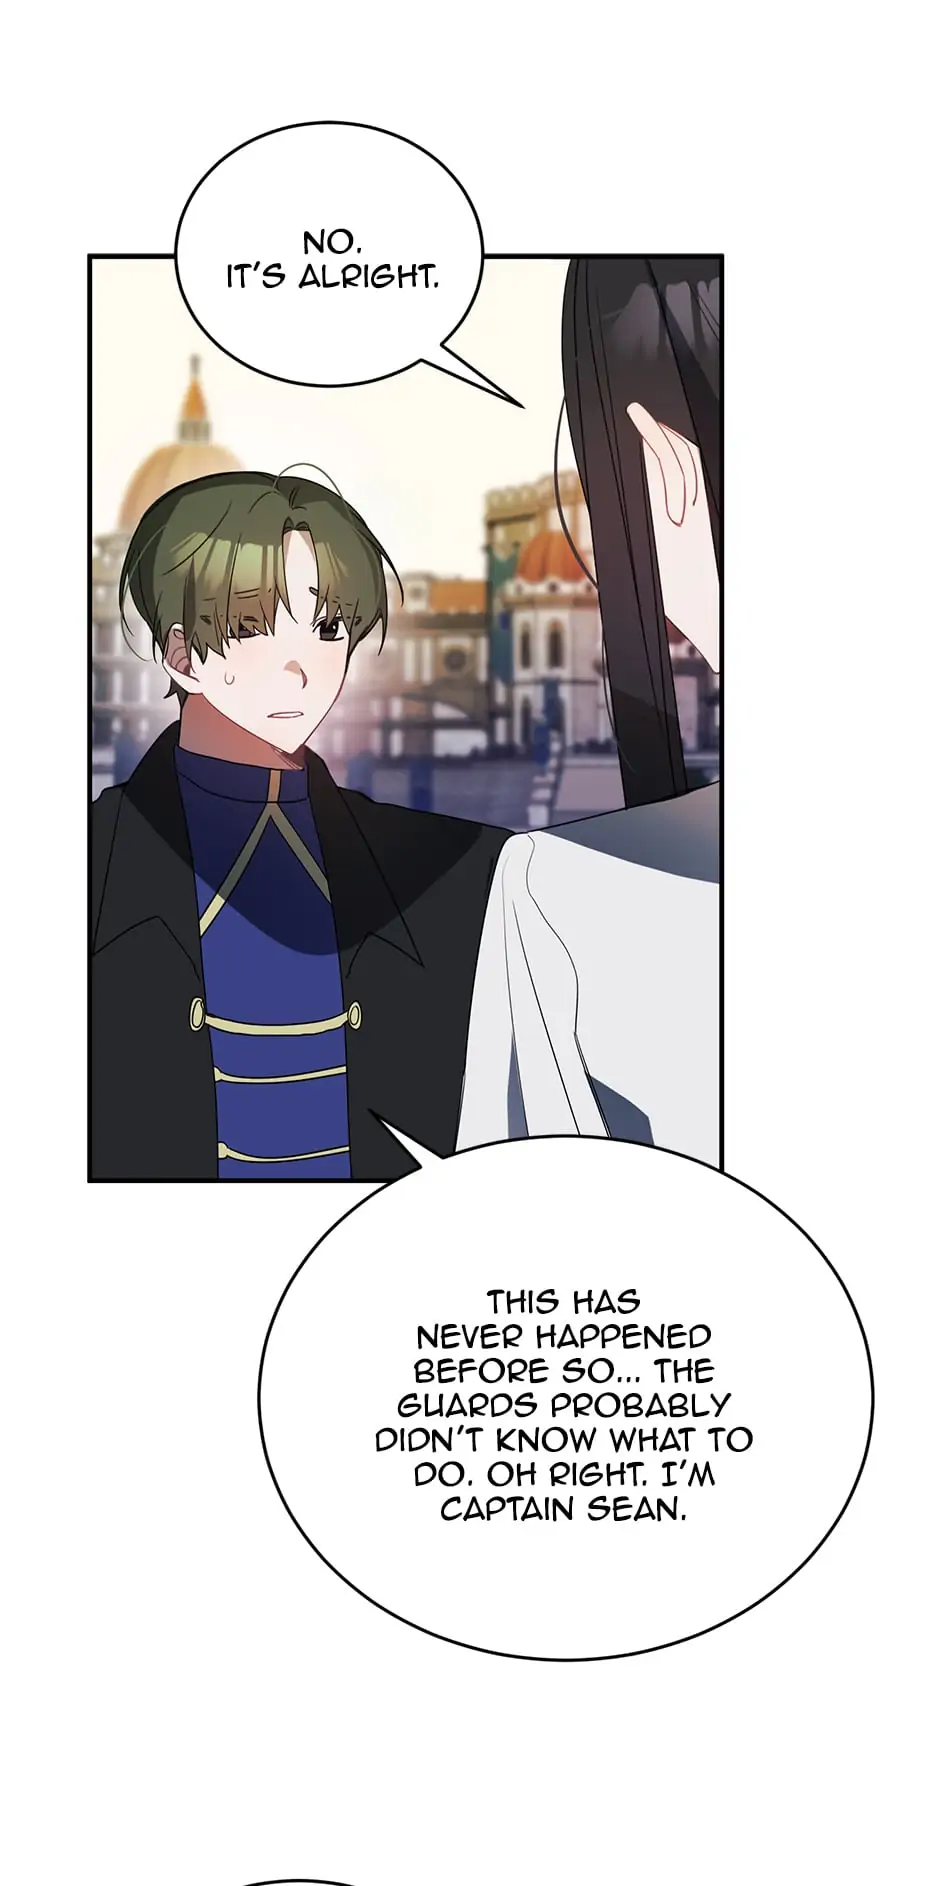 NO.
IT'S ALRIGHT.
THIS HAS
NEVER HAPPENED
BEFORE SO... THE
GUARDS PROBABLY
DIDN'T KNOW WHAT TO
DO. OH RIGHT. I'M
CAPTAIN SEAN.